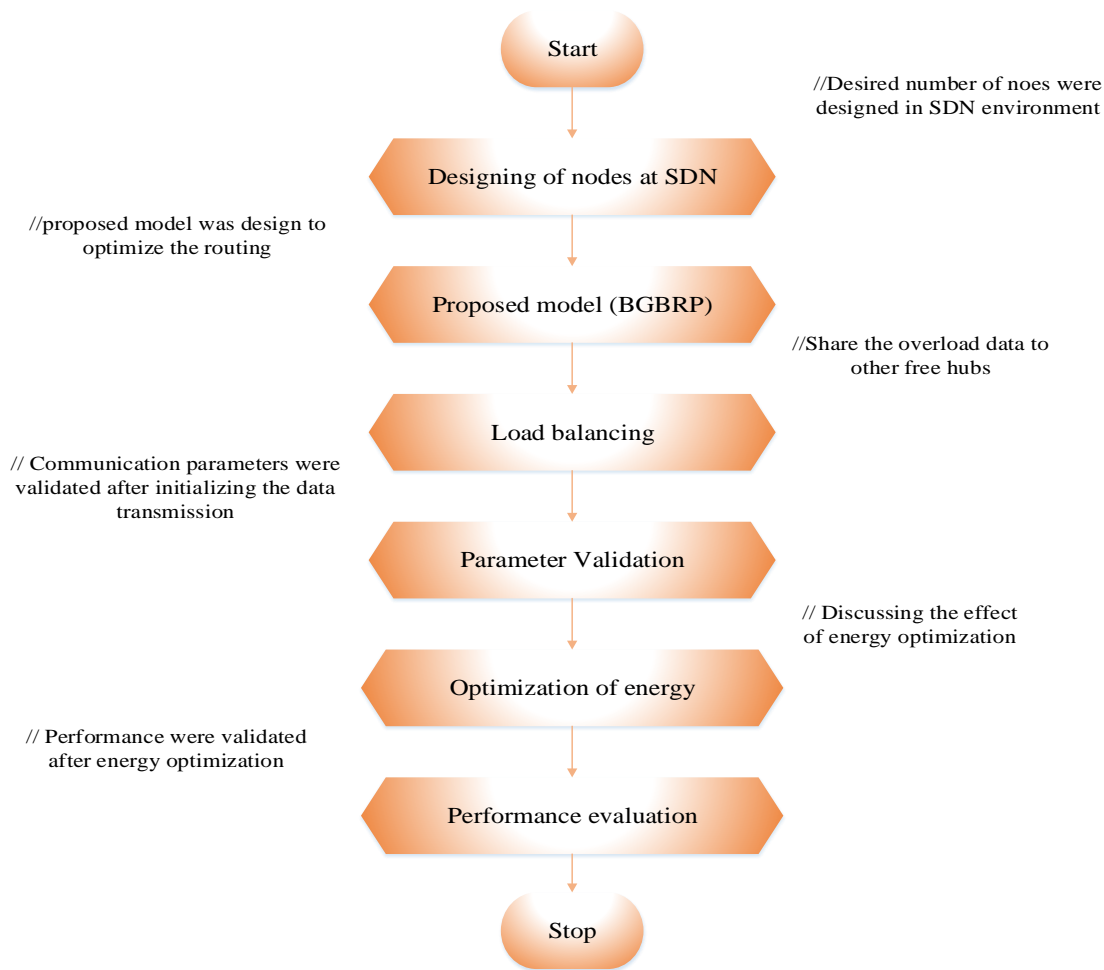 Start
//Desired number of noes were
designed in SDN environment
Designing of nodes at SDN
//proposed model was design to
optimize the routing
Proposed model (BGBRP)
//Share the overload data to
other free hubs
Load balancing
// Communication parameters were
validated after initializing the data
transmission
Parameter Validation
// Discussing the effect
of energy optimization
Optimization of energy
// Performance were validated
after energy optimization
Performance evaluation
Stop